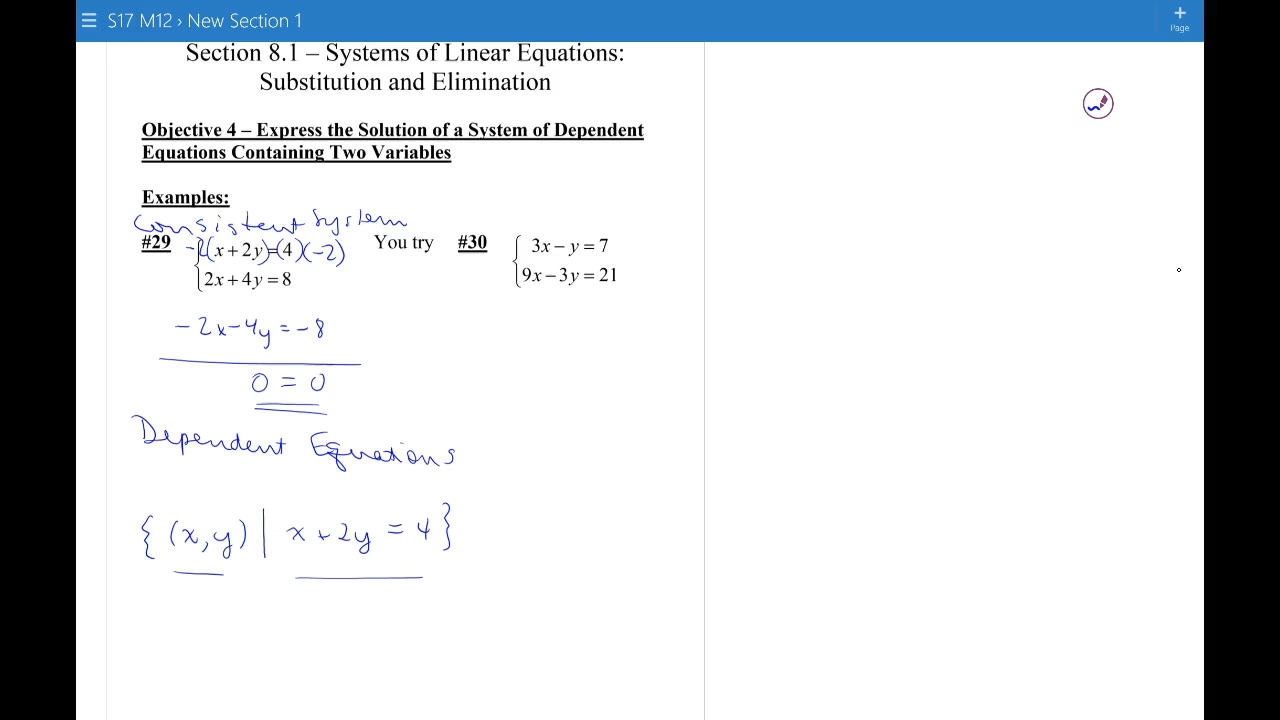 S17 M12 › New Section 1
Page
Section 8.1 – Systems of Linear Equations:
Substitution and Elimination
Objective 4 – Express the Solution of a System of Dependent
Equations Containing Two Variables
Examples:
Consistent System
#29 -2(x + 2y) = (4)(-2) You try #30 3x – y = 7
2x + 4y = 8 9x – 3y = 21
-2x - 4y = -8
0 = 0
Dependent Equations
{ (x, y) | x + 2y = 4 }